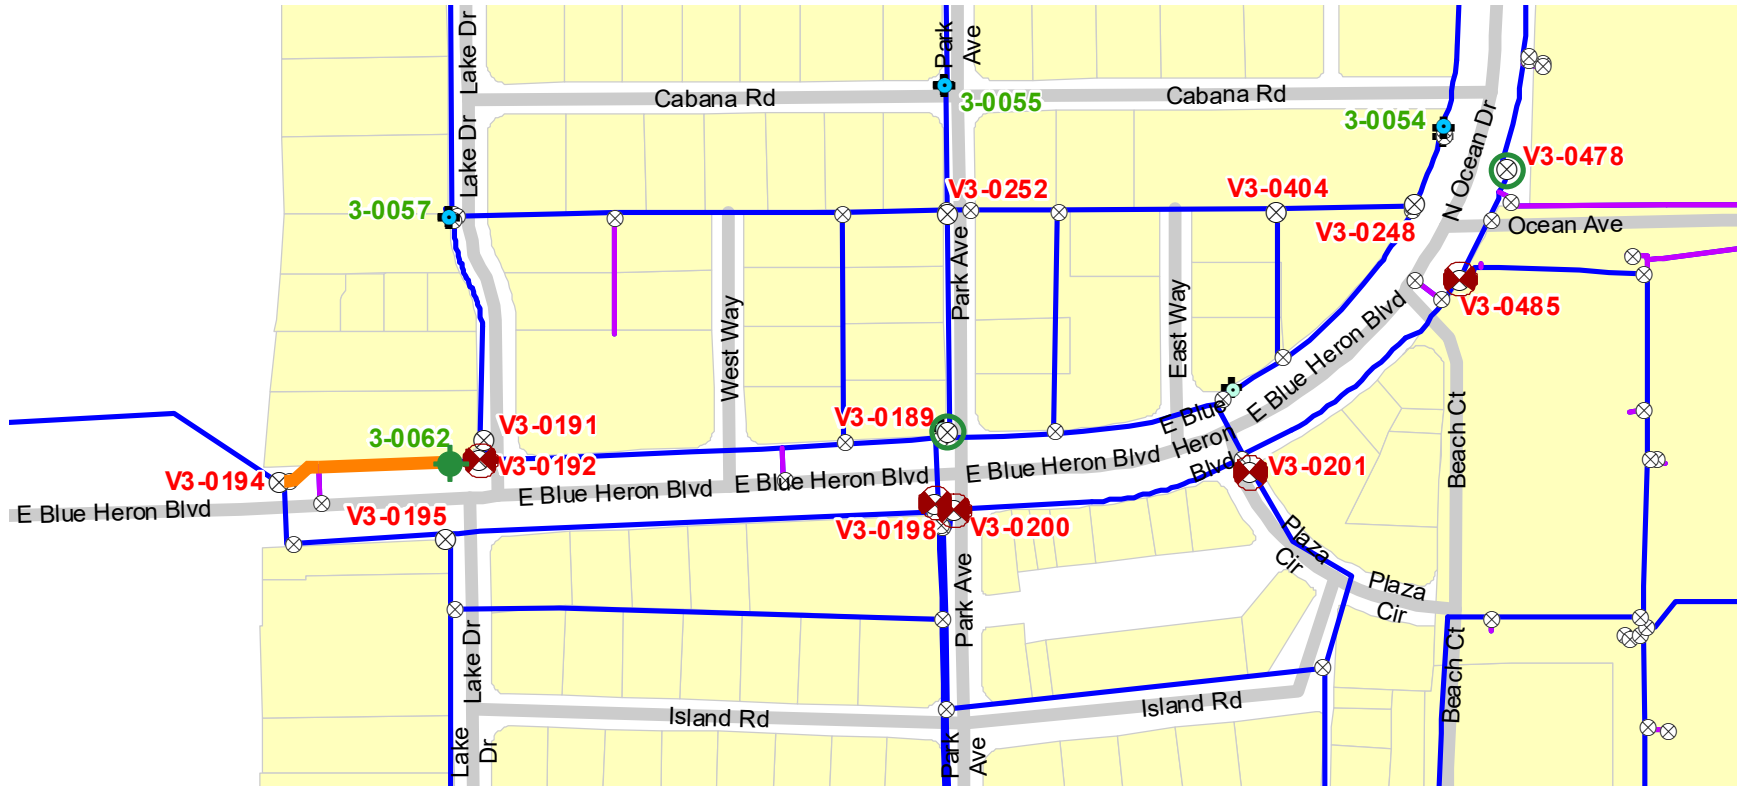 Lake Dr
Park
Ave
Cabana Rd
3-0055
Cabana Rd
3-0054
Lake Dr
N Ocean Dr
V3-0478
3-0057
V3-0252
V3-0404
V3-0248
Ocean Ave
Park Ave
West Way
East Way
V3-0485
E Blue Heron Blvd
V3-0189
E Blue
Heron
Blvd
V3-0191
3-0062
V3-0192
V3-0194
E Blue Heron Blvd
E Blue Heron Blvd
E Blue Heron Blvd
E Blue Heron Blvd
V3-0201
Beach Ct
V3-0195
V3-0198
V3-0200
Plaza
Cir
Plaza
Cir
Park Ave
Lake Dr
Beach Ct
Island Rd
Island Rd
Lake
Dr
Park
Ave